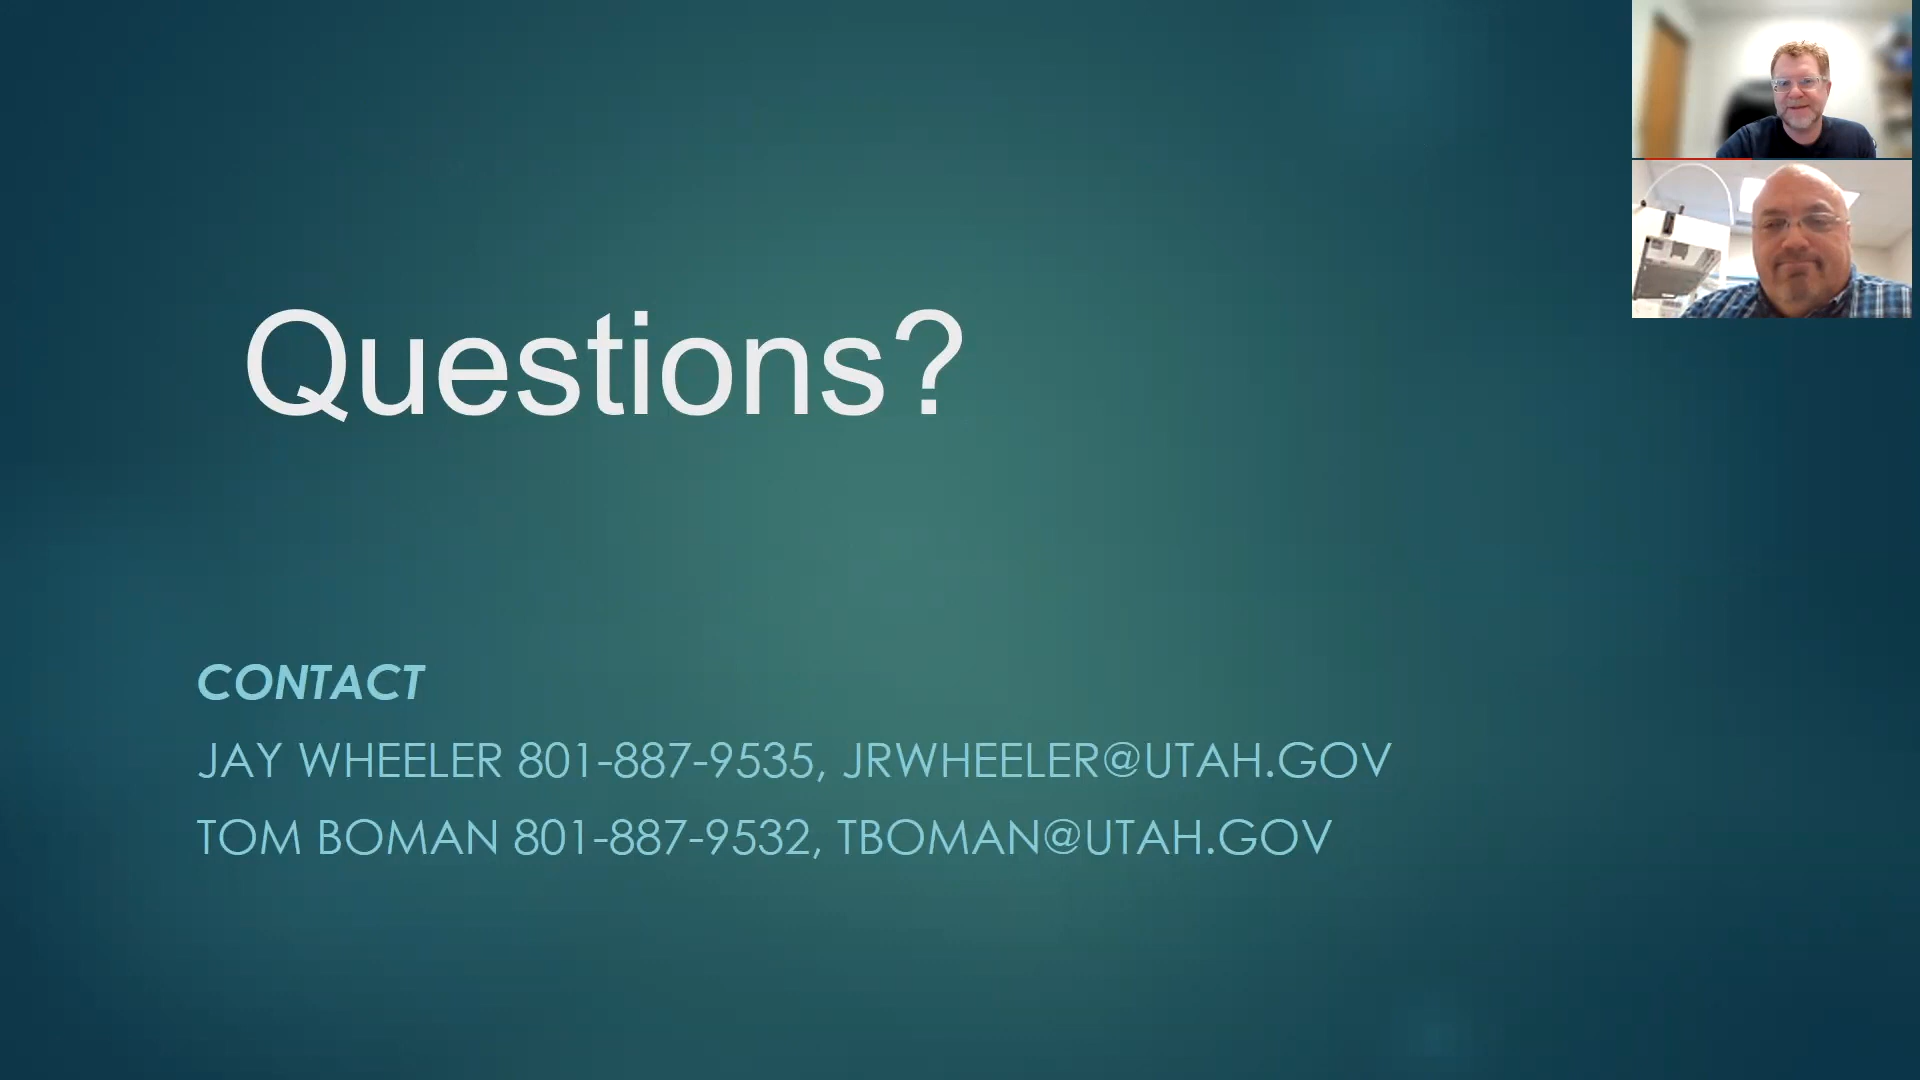 Questions?
CONTACT
JAY WHEELER 801-887-9535, JRWHEELER@UTAH.GOV
TOM BOMAN 801-887-9532, TBOMAN@UTAH.GOV